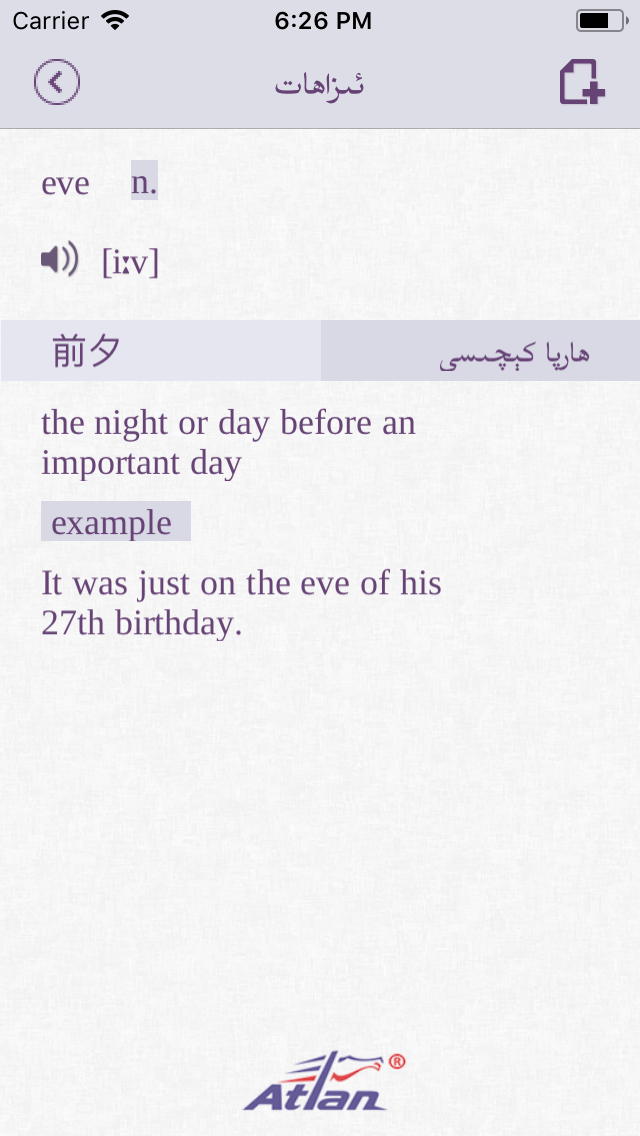 Carrier 6:26 PM
ئىزاھات
eve n.
[iːv]
前夕 ھارپا كېچىسى
the night or day before an
important day
example
It was just on the eve of his
27th birthday.
Atlan ®